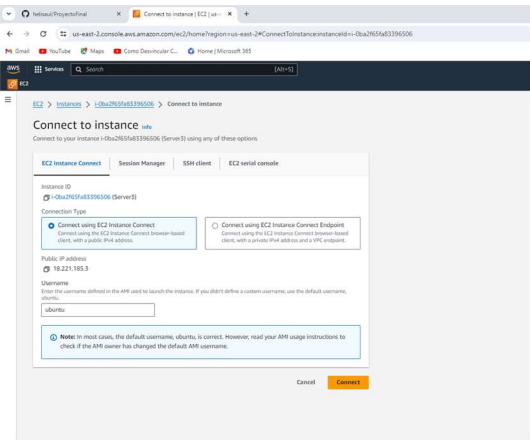 helisaul/ProyectoFinal
Connect to instance | EC2 | us-e
us-east-2.console.aws.amazon.com/ec2/home?region=us-east-2#ConnectToInstance:instanceId=i-0ba2f65fa83396506
Gmail YouTube Maps Como Desvincular C... Home | Microsoft 365
aws Services Search [Alt+S]
EC2
EC2 > Instances > i-0ba2f65fa83396506 > Connect to instance
Connect to instance Info
Connect to your instance i-0ba2f65fa83396506 (Server3) using any of these options
EC2 Instance Connect Session Manager SSH client EC2 serial console
Instance ID
i-0ba2f65fa83396506 (Server3)
Connection Type
Connect using EC2 Instance Connect
Connect using the EC2 Instance Connect browser-based
client, with a public IPv4 address.
Connect using EC2 Instance Connect Endpoint
Connect using the EC2 Instance Connect browser-based
client, with a private IPv4 address and a VPC endpoint.
Public IP address
18.221.185.3
Username
Enter the username defined in the AMI used to launch the instance. If you didn't define a custom username, use the default username,
ubuntu.
ubuntu
Note: In most cases, the default username, ubuntu, is correct. However, read your AMI usage instructions to
check if the AMI owner has changed the default AMI username.
Cancel Connect